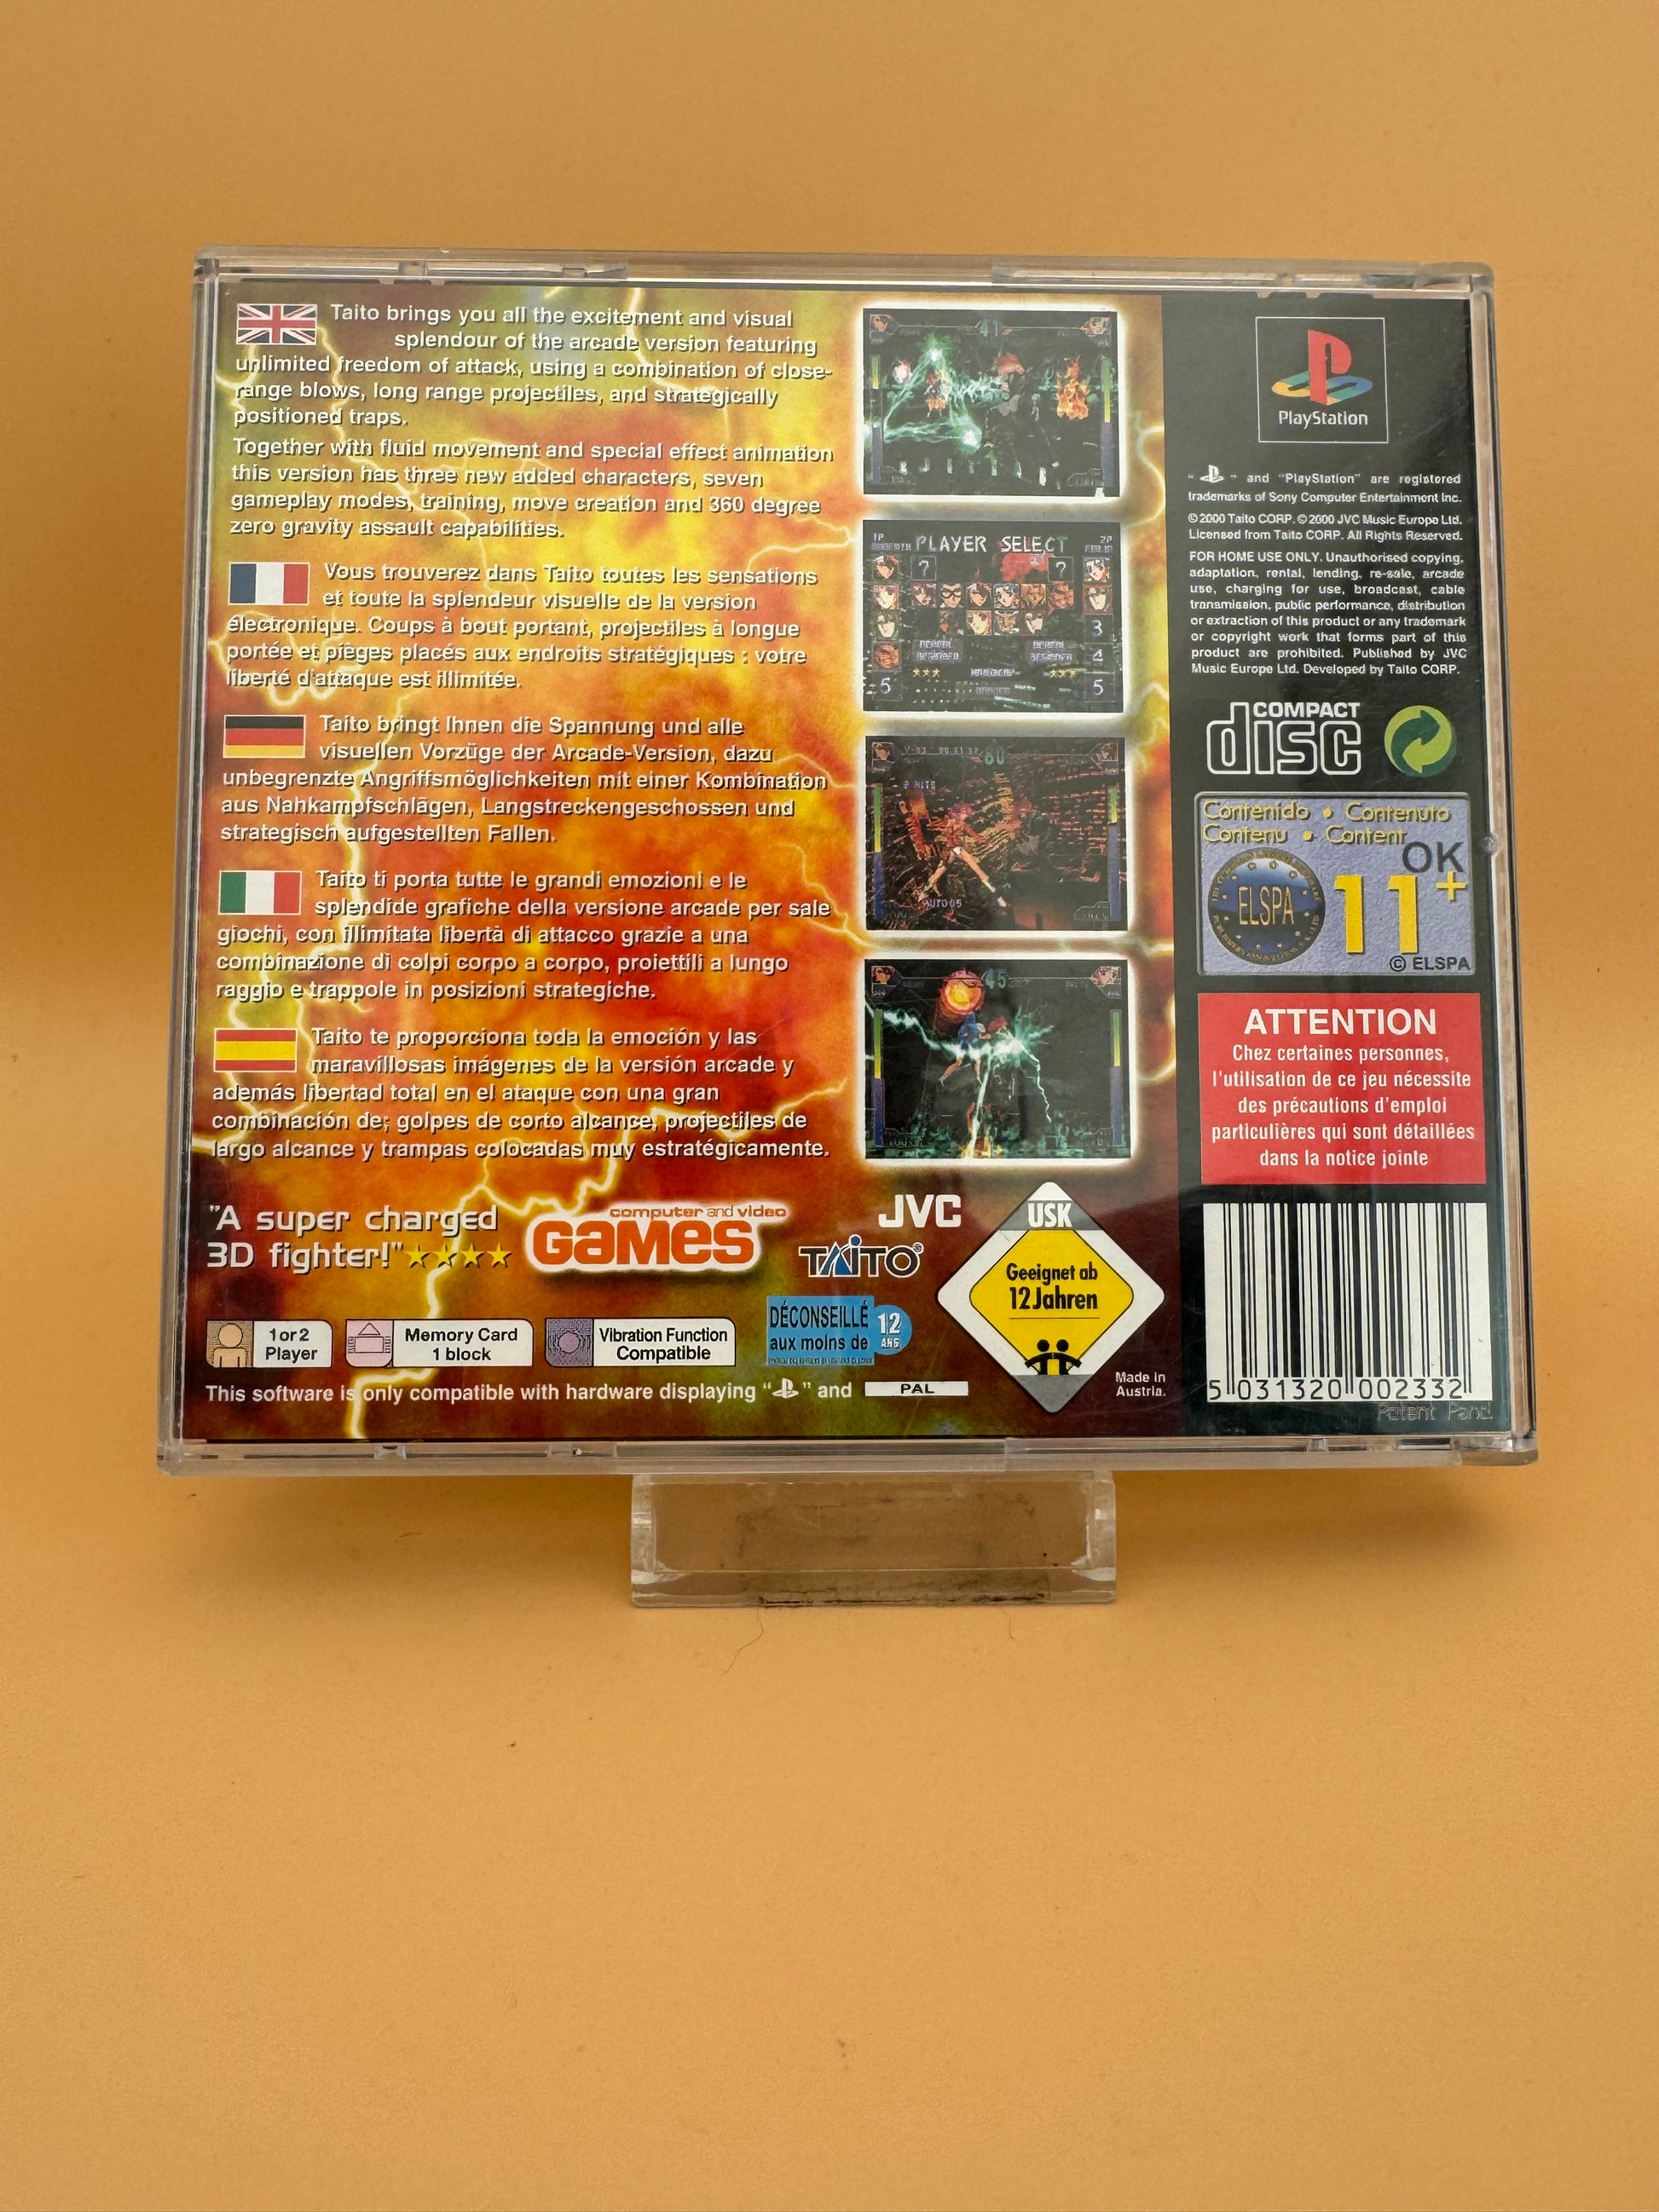 Taito brings you all the excitement and visual
splendour of the arcade version featuring
unlimited freedom of attack, using a combination of close-
range blows, long range projectiles, and strategically
positioned traps.
Together with fluid movement and special effect animation
this version has three new added characters, seven
gameplay modes, training, move creation and 360 degree
zero gravity assault capabilities.
Vous trouverez dans Taito toutes les sensations
et toute la splendeur visuelle de la version
électronique. Coups à bout portant, projectiles à longue
portée et pièges placés aux endroits stratégiques : votre
liberté d'attaque est illimitée.
Taito bringt Ihnen die Spannung und alle
visuellen Vorzüge der Arcade-Version, dazu
unbegrenzte Angriffsmöglichkeiten mit einer Kombination
aus Nahkampfschlägen, Langstreckengeschossen und
strategisch aufgestellten Fallen.
Taito ti porta tutte le grandi emozioni e le
splendide grafiche della versione arcade per sale
giochi, con illimitata libertà di attacco grazie a una
combinazione di colpi corpo a corpo, proiettili a lungo
raggio e trappole in posizioni strategiche.
Taito te proporciona toda la emoción y las
maravillosas imágenes de la versión arcade y
además libertad total en el ataque con una gran
combinación de; golpes de corto alcance, projectiles de
largo alcance y trampas colocadas muy estratégicamente.
"A super charged
3D fighter!"
computer and video
GAMES
JVC
TAITO
USK
Geeignet ab
12 Jahren
1 or 2
Player
Memory Card
1 block
Vibration Function
Compatible
DÉCONSEILLÉ
aux moins de
12
ANS
This software is only compatible with hardware displaying “ ” and PAL
Made in
Austria.
41
1P
2P
PLAYER SELECT
?
?
3
4
5
5
80
2 HITS
AUTO 05
45
PlayStation
“ ” and “PlayStation” are registered
trademarks of Sony Computer Entertainment Inc.
© 2000 Taito CORP. © 2000 JVC Music Europe Ltd.
Licensed from Taito CORP. All Rights Reserved.
FOR HOME USE ONLY. Unauthorised copying,
adaptation, rental, lending, re-sale, arcade
use, charging for use, broadcast, cable
transmission, public performance, distribution
or extraction of this product or any trademark
or copyright work that forms part of this
product are prohibited. Published by JVC
Music Europe Ltd. Developed by Taito CORP.
COMPACT
disc
Contenido • Contenuto
Contenu • Content
OK
ELSPA
11+
© ELSPA
ATTENTION
Chez certaines personnes,
l'utilisation de ce jeu nécessite
des précautions d'emploi
particulières qui sont détaillées
dans la notice jointe
5 031320 002332
Patent Pend